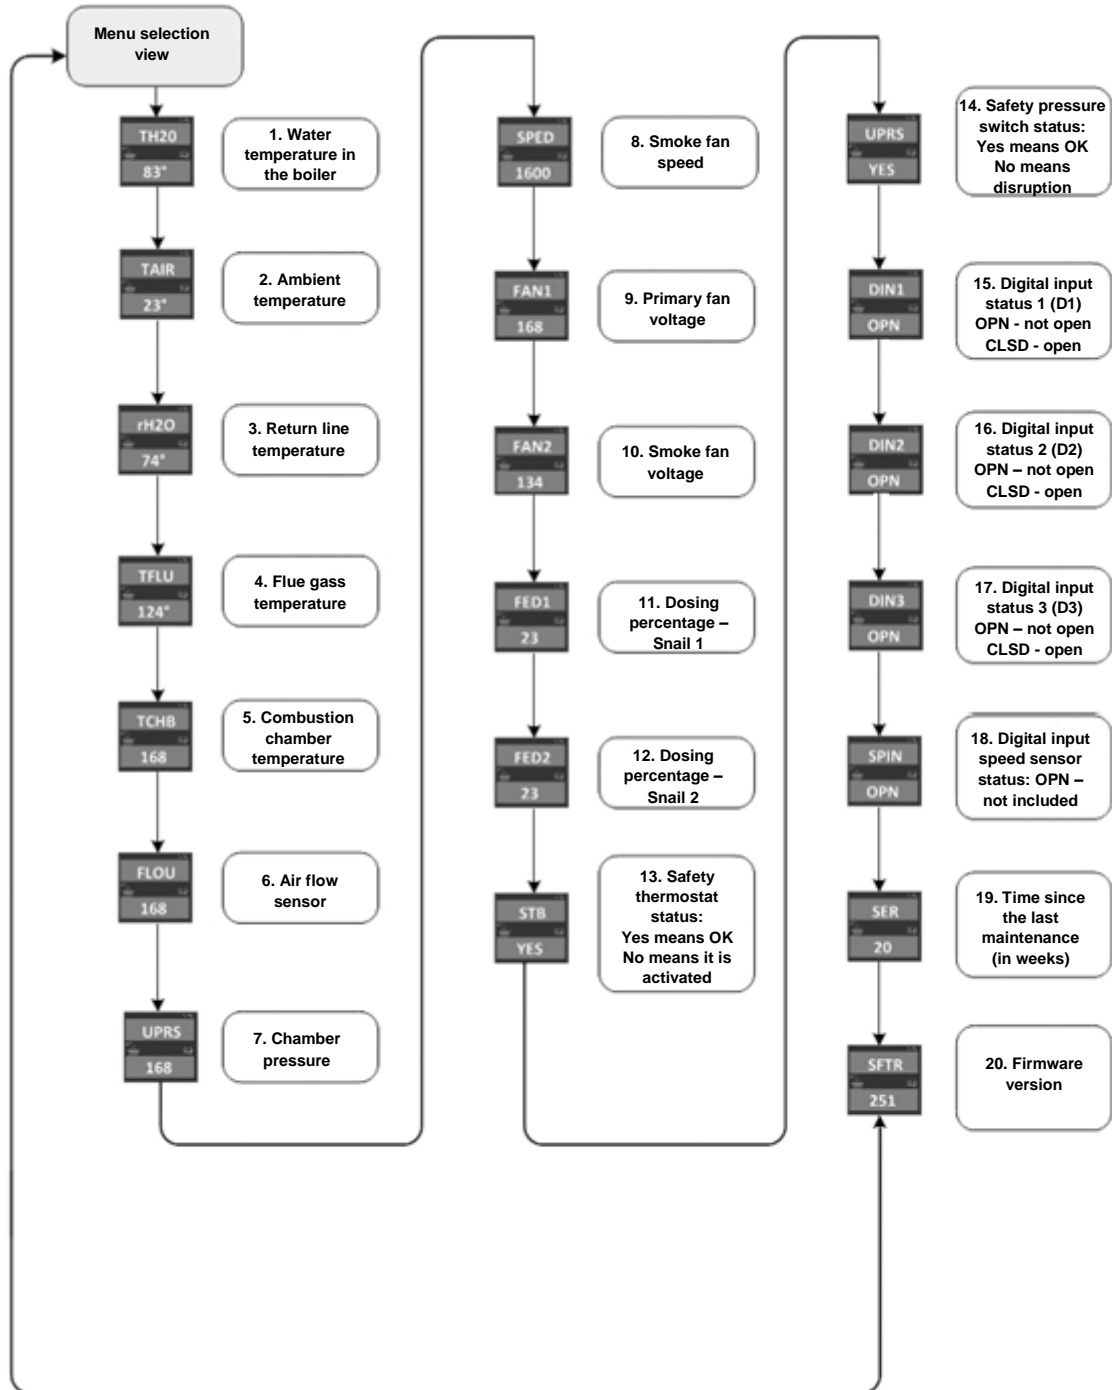 Menu selection
view
TH20
83°
1. Water
temperature in
the boiler
TAIR
23°
2. Ambient
temperature
rH2O
74°
3. Return line
temperature
TFLU
124°
4. Flue gass
temperature
TCHB
168
5. Combustion
chamber
temperature
FLOU
168
6. Air flow
sensor
UPRS
168
7. Chamber
pressure
SPED
1600
8. Smoke fan
speed
FAN1
168
9. Primary fan
voltage
FAN2
134
10. Smoke fan
voltage
FED1
23
11. Dosing
percentage –
Snail 1
FED2
23
12. Dosing
percentage –
Snail 2
STB
YES
13. Safety
thermostat
status:
Yes means OK
No means it is
activated
UPRS
YES
14. Safety pressure
switch status:
Yes means OK
No means
disruption
DIN1
OPN
15. Digital input
status 1 (D1)
OPN - not open
CLSD - open
DIN2
OPN
16. Digital input
status 2 (D2)
OPN – not open
CLSD - open
DIN3
OPN
17. Digital input
status 3 (D3)
OPN – not open
CLSD - open
SPIN
OPN
18. Digital input
speed sensor
status: OPN –
not included
SER
20
19. Time since
the last
maintenance
(in weeks)
SFTR
251
20. Firmware
version